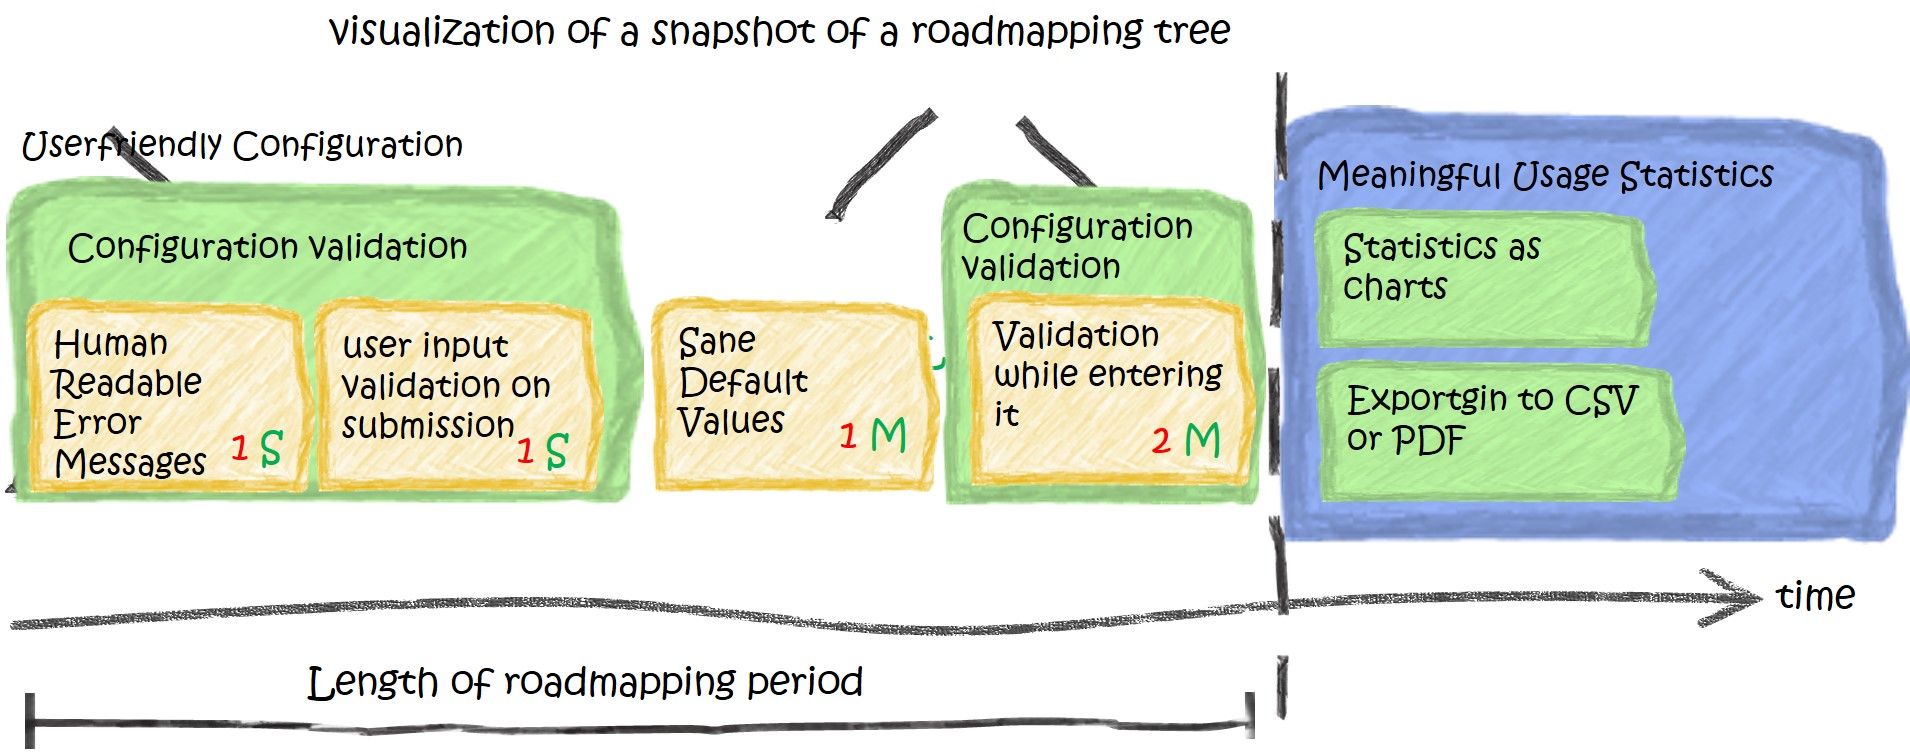 visualization of a snapshot of a roadmapping tree
Userfriendly Configuration
Configuration validation
Human
Readable
Error
Messages
1 S
user input
validation on
submission
1 S
Sane
Default
Values
1 M
Configuration
validation
Validation
while entering
it
2 M
Meaningful Usage Statistics
Statistics as
charts
Exportgin to CSV
or PDF
time
Length of roadmapping period